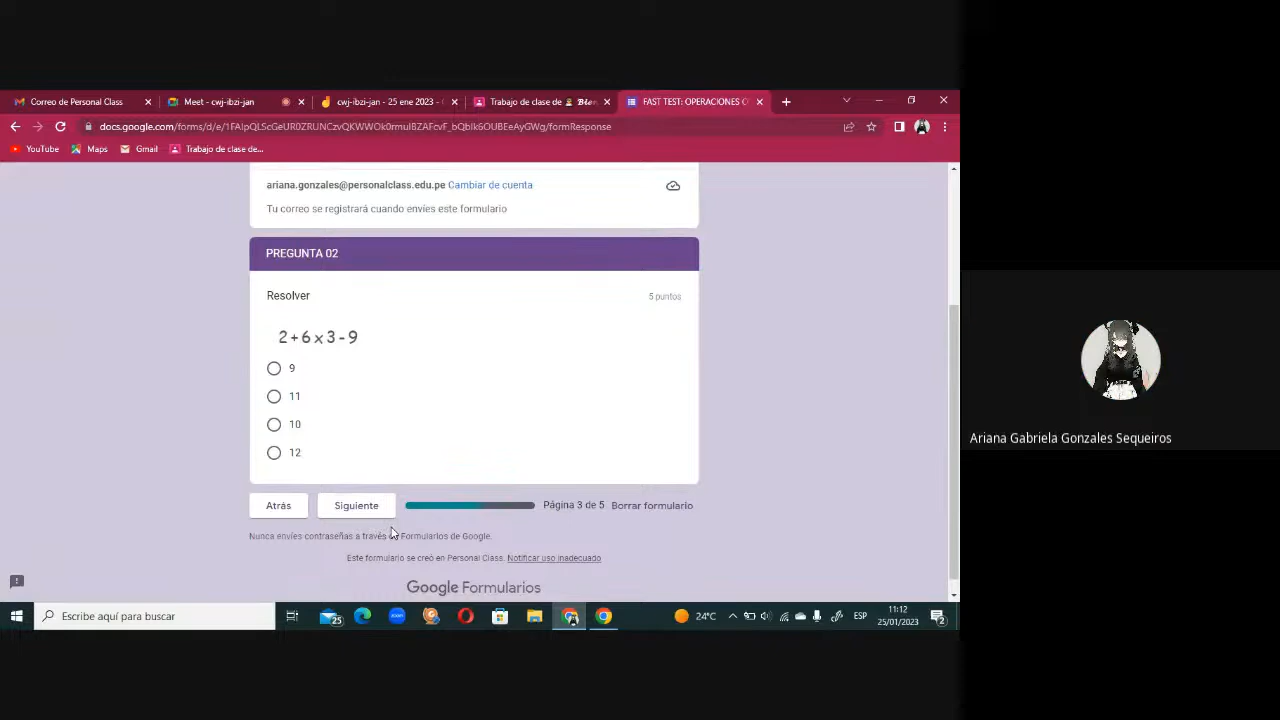 Correo de Personal Class
Meet - cwj-ibzi-jan
cwj-ibzi-jan - 25 ene 2023 -
Trabajo de clase de
FAST TEST: OPERACIONES
docs.google.com/forms/d/e/
/formResponse
YouTube
Maps
Gmail
Trabajo de clase de...
ariana.gonzales@personalclass.edu.pe Cambiar de cuenta
Tu correo se registrará cuando envíes este formulario
PREGUNTA 02
Resolver
5 puntos
2 + 6 x 3 - 9
9
11
10
12
Atrás
Siguiente
Página 3 de 5
Borrar formulario
Nunca envíes contraseñas a través Formularios de Google.
Este formulario se creó en Personal Class. Notificar uso inadecuado
Google Formularios
Escribe aquí para buscar
25
zoom
24°C
ESP
11:12
25/01/2023
2
Ariana Gabriela Gonzales Sequeiros